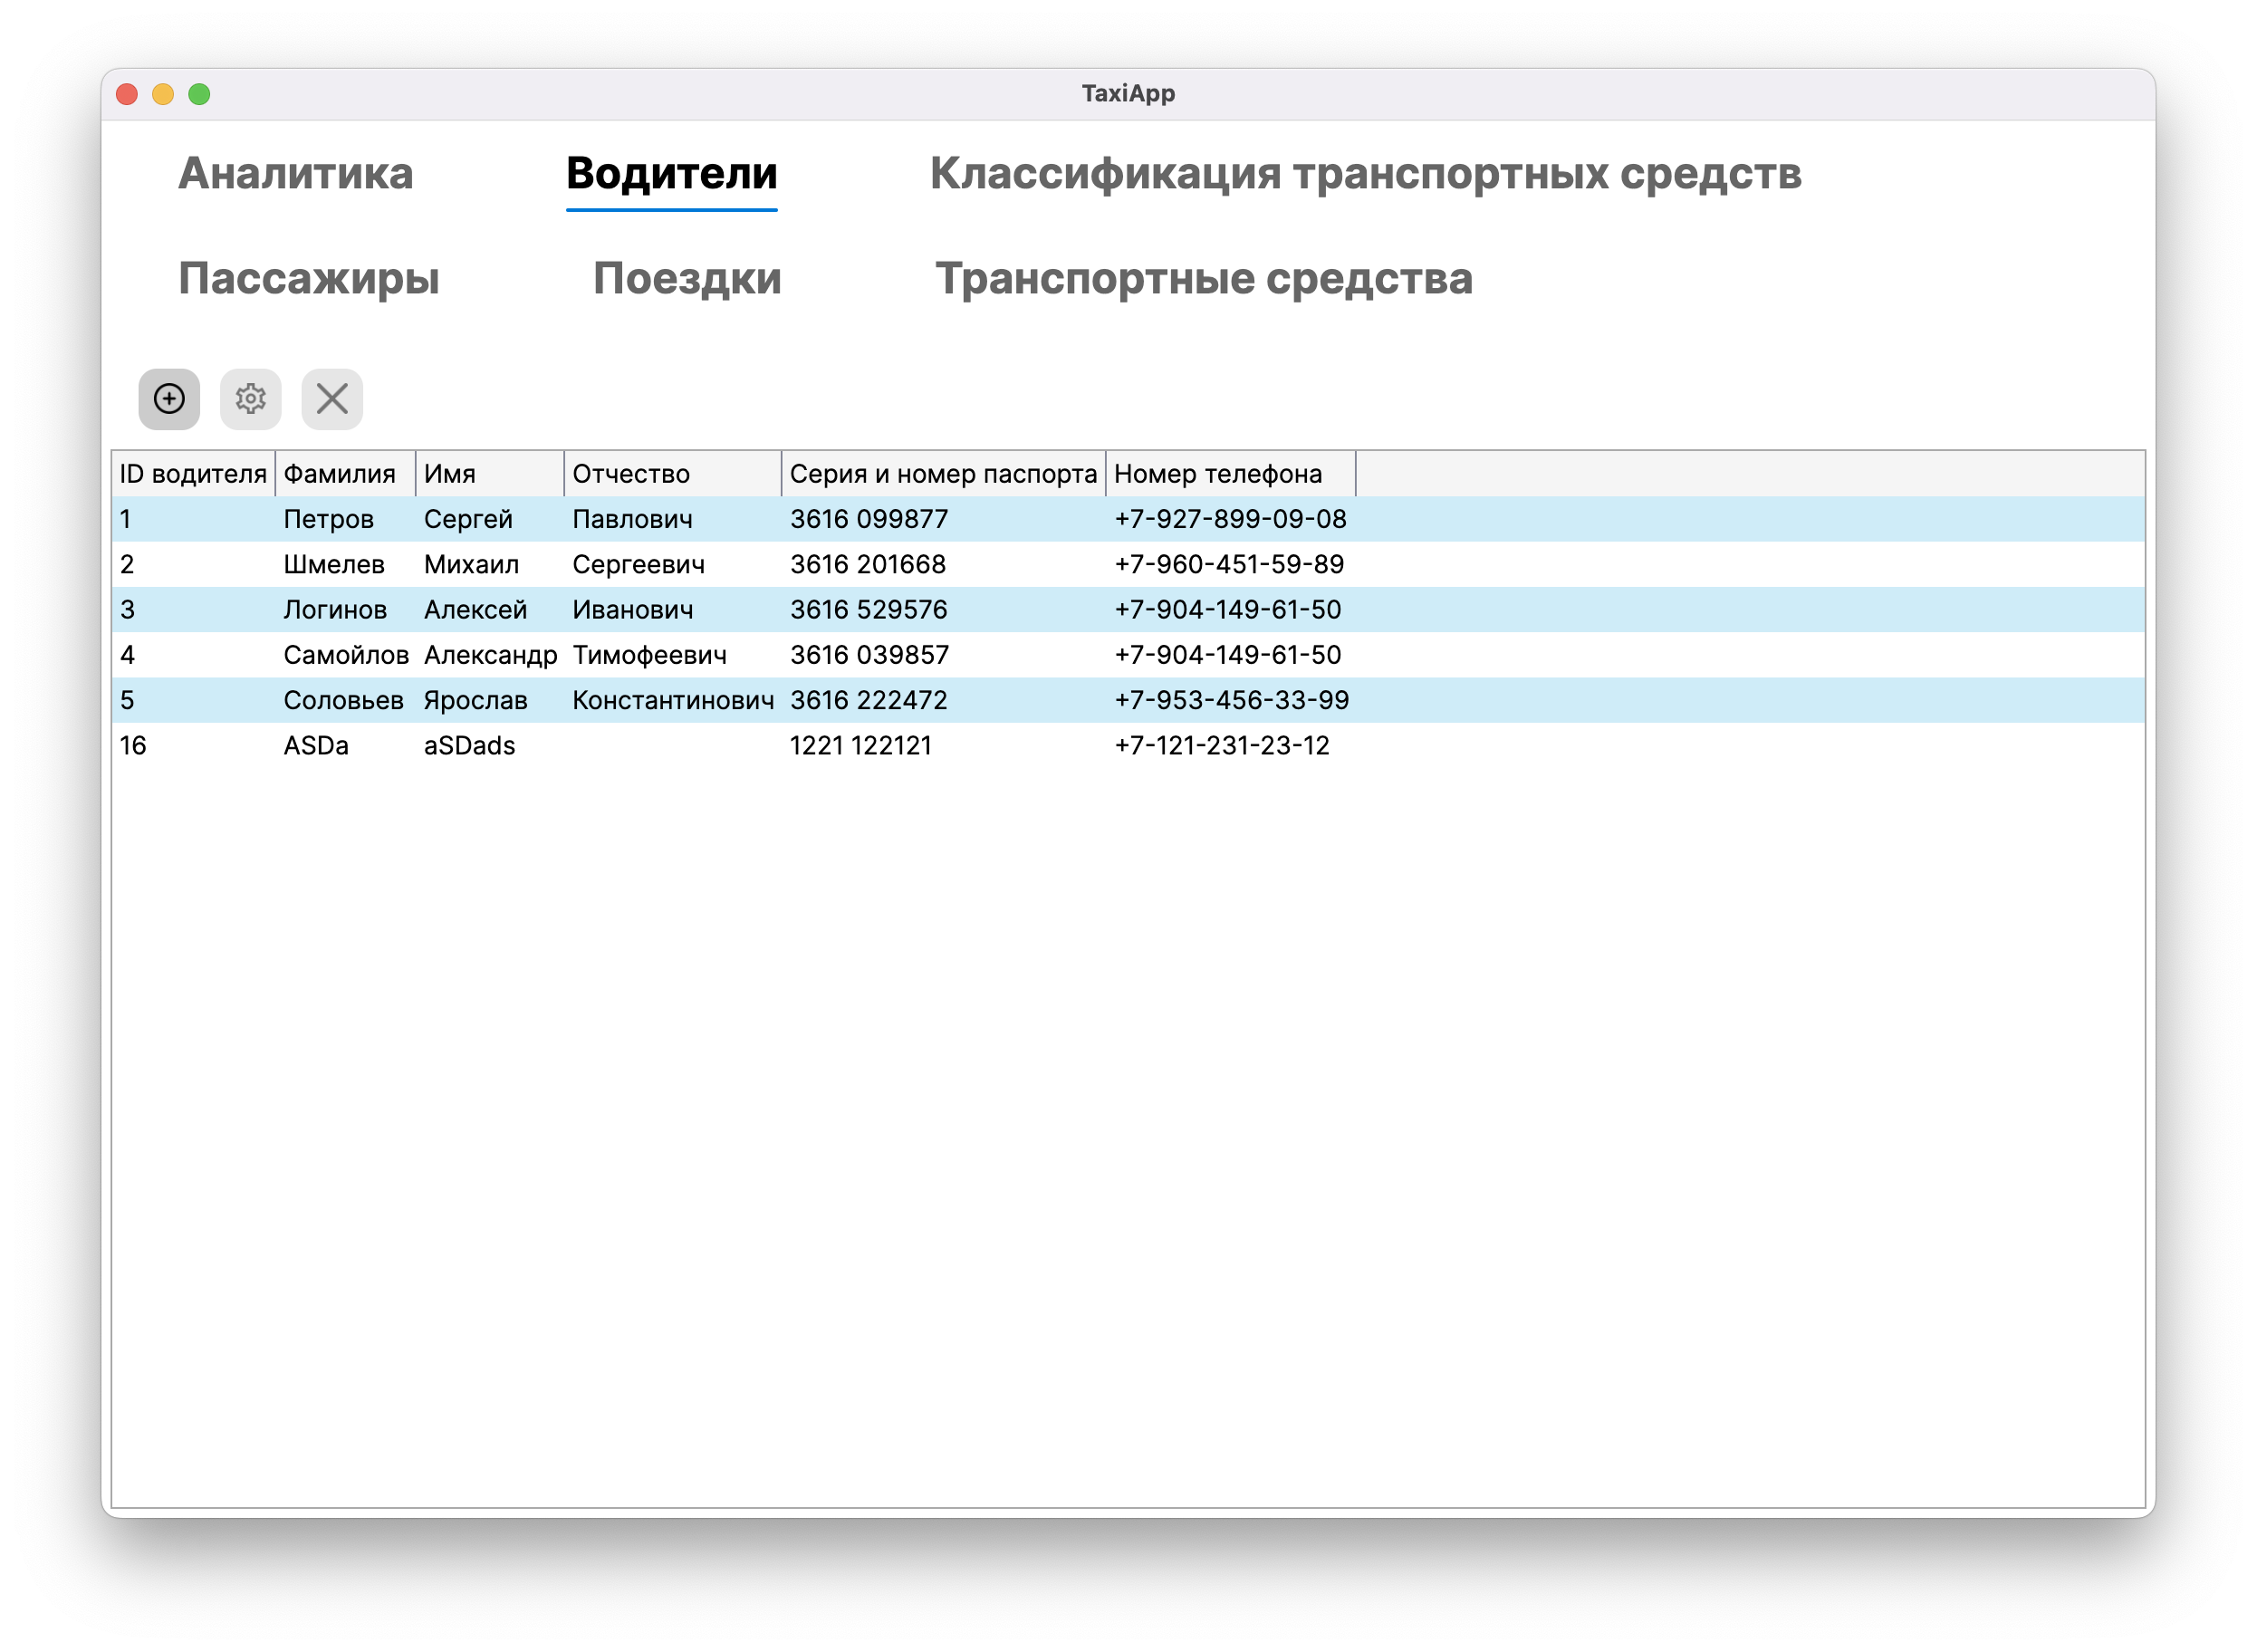 TaxiApp
Аналитика Водители Классификация транспортных средств
Пассажиры Поездки Транспортные средства
ID водителя Фамилия Имя Отчество Серия и номер паспорта Номер телефона
1 Петров Сергей Павлович 3616 099877 +7-927-899-09-08
2 Шмелев Михаил Сергеевич 3616 201668 +7-960-451-59-89
3 Логинов Алексей Иванович 3616 529576 +7-904-149-61-50
4 Самойлов Александр Тимофеевич 3616 039857 +7-904-149-61-50
5 Соловьев Ярослав Константинович 3616 222472 +7-953-456-33-99
16 ASDa aSDads 1221 122121 +7-121-231-23-12